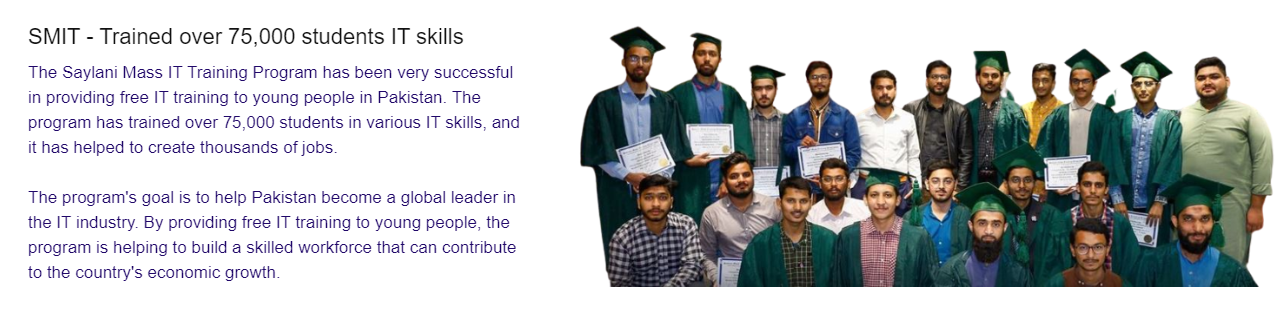 SMIT - Trained over 75,000 students IT skills
The Saylani Mass IT Training Program has been very successful
in providing free IT training to young people in Pakistan. The
program has trained over 75,000 students in various IT skills, and
it has helped to create thousands of jobs.
The program's goal is to help Pakistan become a global leader in
the IT industry. By providing free IT training to young people, the
program is helping to build a skilled workforce that can contribute
to the country's economic growth.